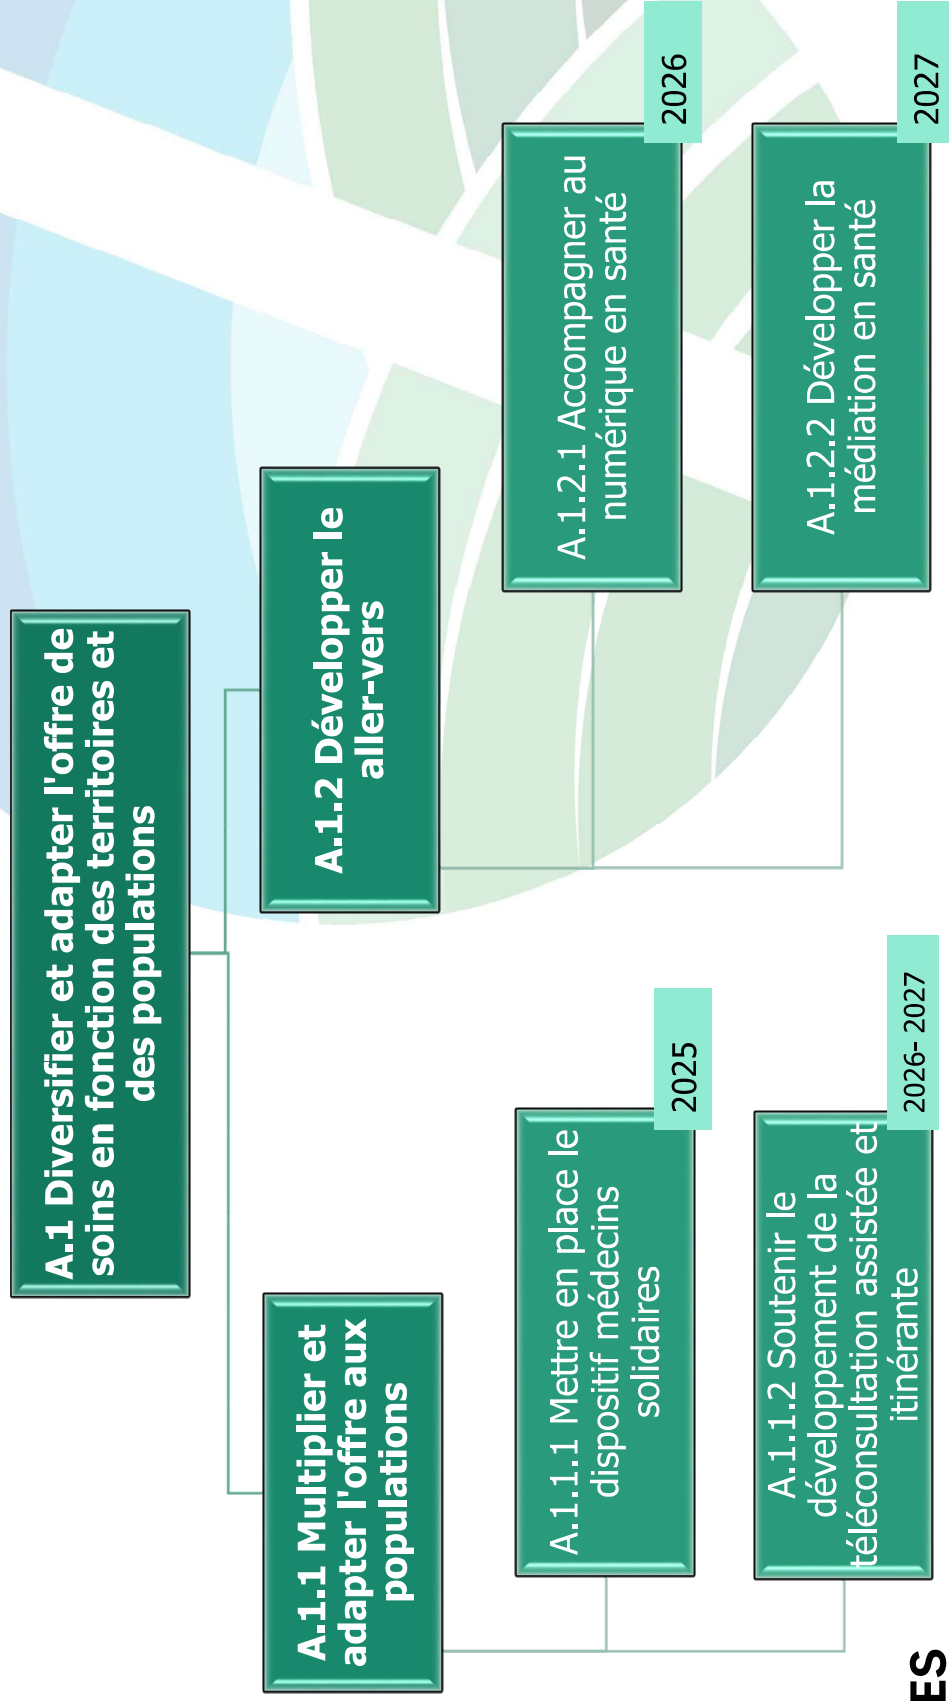 A.1 Diversifier et adapter l'offre de
soins en fonction des territoires et
des populations
A.1.1 Multiplier et
adapter l'offre aux
populations
A.1.1.1 Mettre en place le
dispositif médecins
solidaires
2025
A.1.1.2 Soutenir le
développement de la
téléconsultation assistée et
itinérante
2026- 2027
A.1.2 Développer le
aller-vers
A.1.2.1 Accompagner au
numérique en santé
2026
A.1.2.2 Développer la
médiation en santé
2027
ES